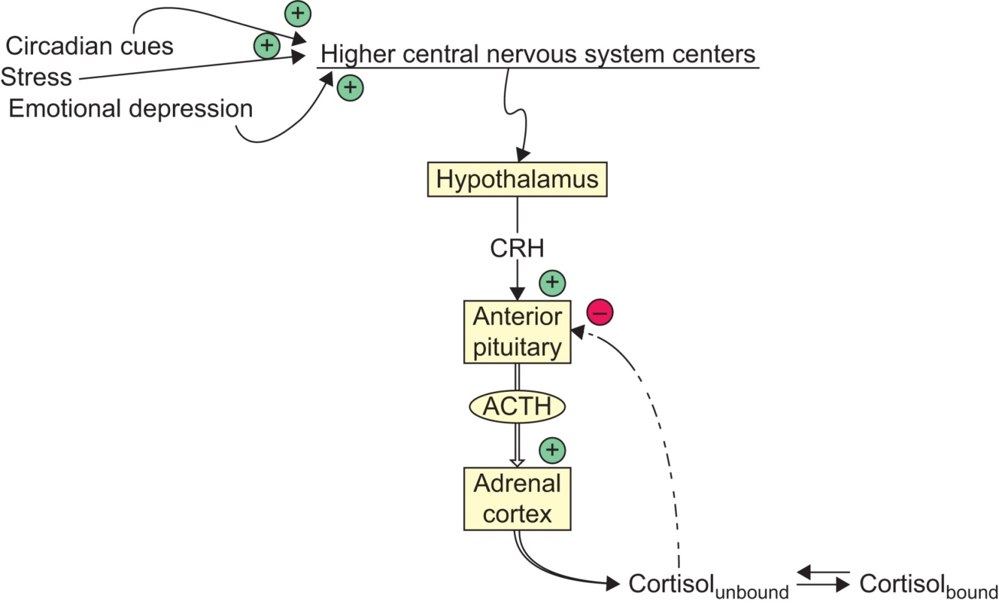 +
Circadian cues
+
Higher central nervous system centers
Stress
+
Emotional depression
Hypothalamus
CRH
+
Anterior
pituitary
−
ACTH
+
Adrenal
cortex
Cortisolunbound
Cortisolbound